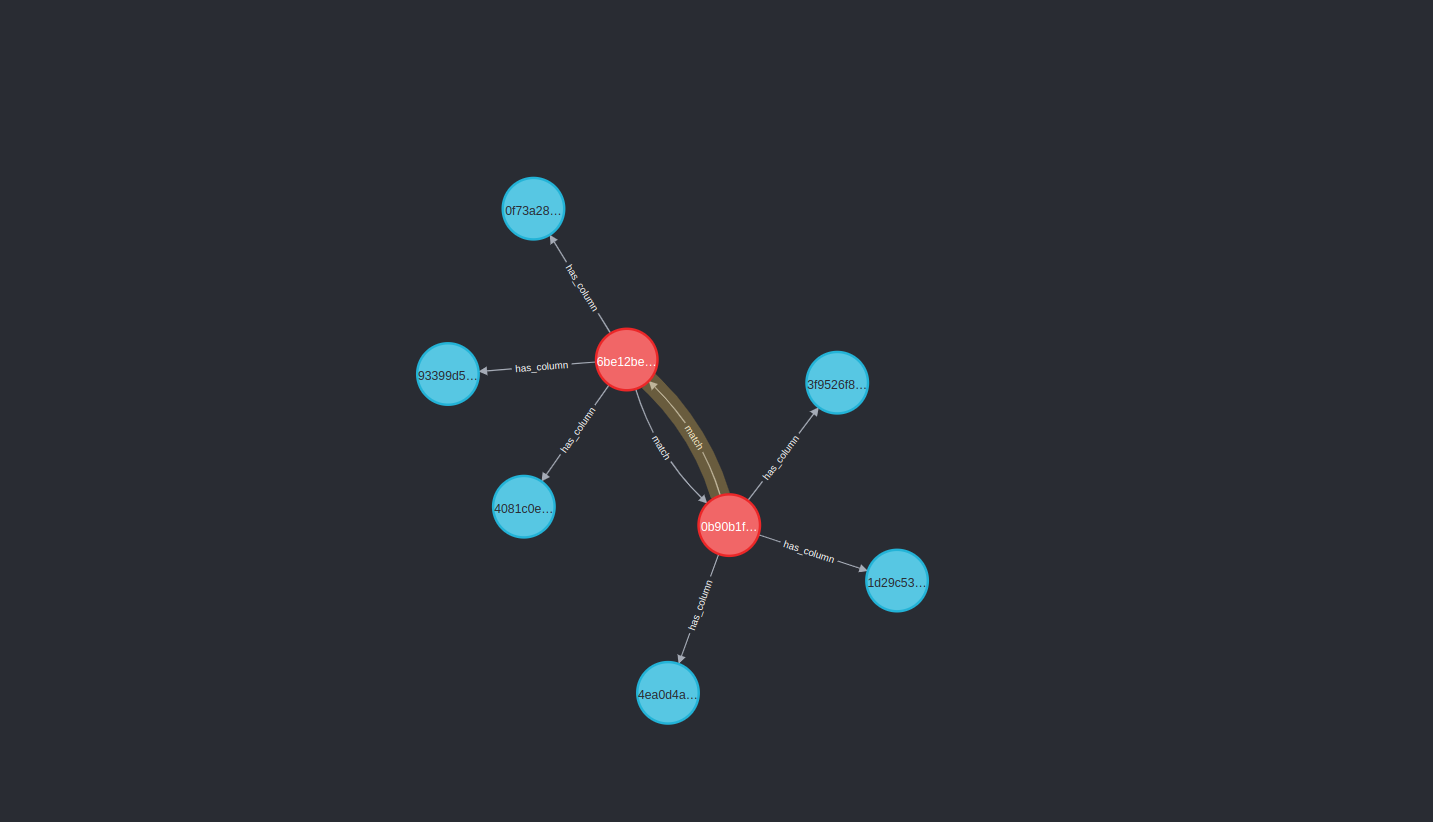 0f73a28…
has_column
6be12be…
has_column
93399d5…
3f9526f8…
has_column
match
match
has_column
4081c0e…
0b90b1f…
has_column
1d29c53…
has_column
4ea0d4a…